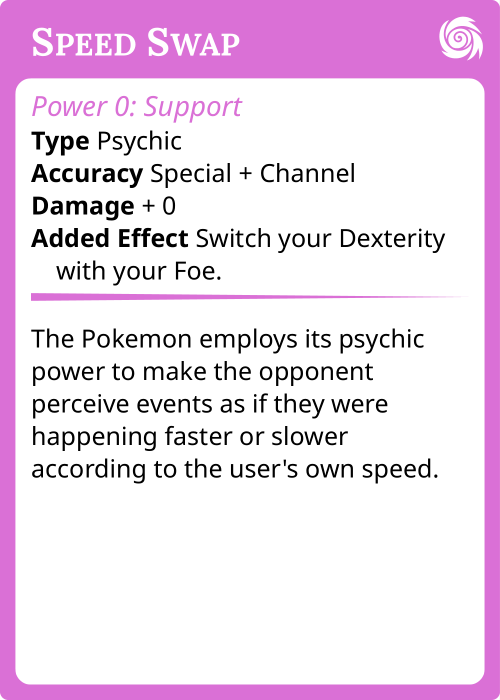 Speed Swap
Power 0: Support
Type Psychic
Accuracy Special + Channel
Damage + 0
Added Effect Switch your Dexterity
with your Foe.
The Pokemon employs its psychic
power to make the opponent
perceive events as if they were
happening faster or slower
according to the user's own speed.